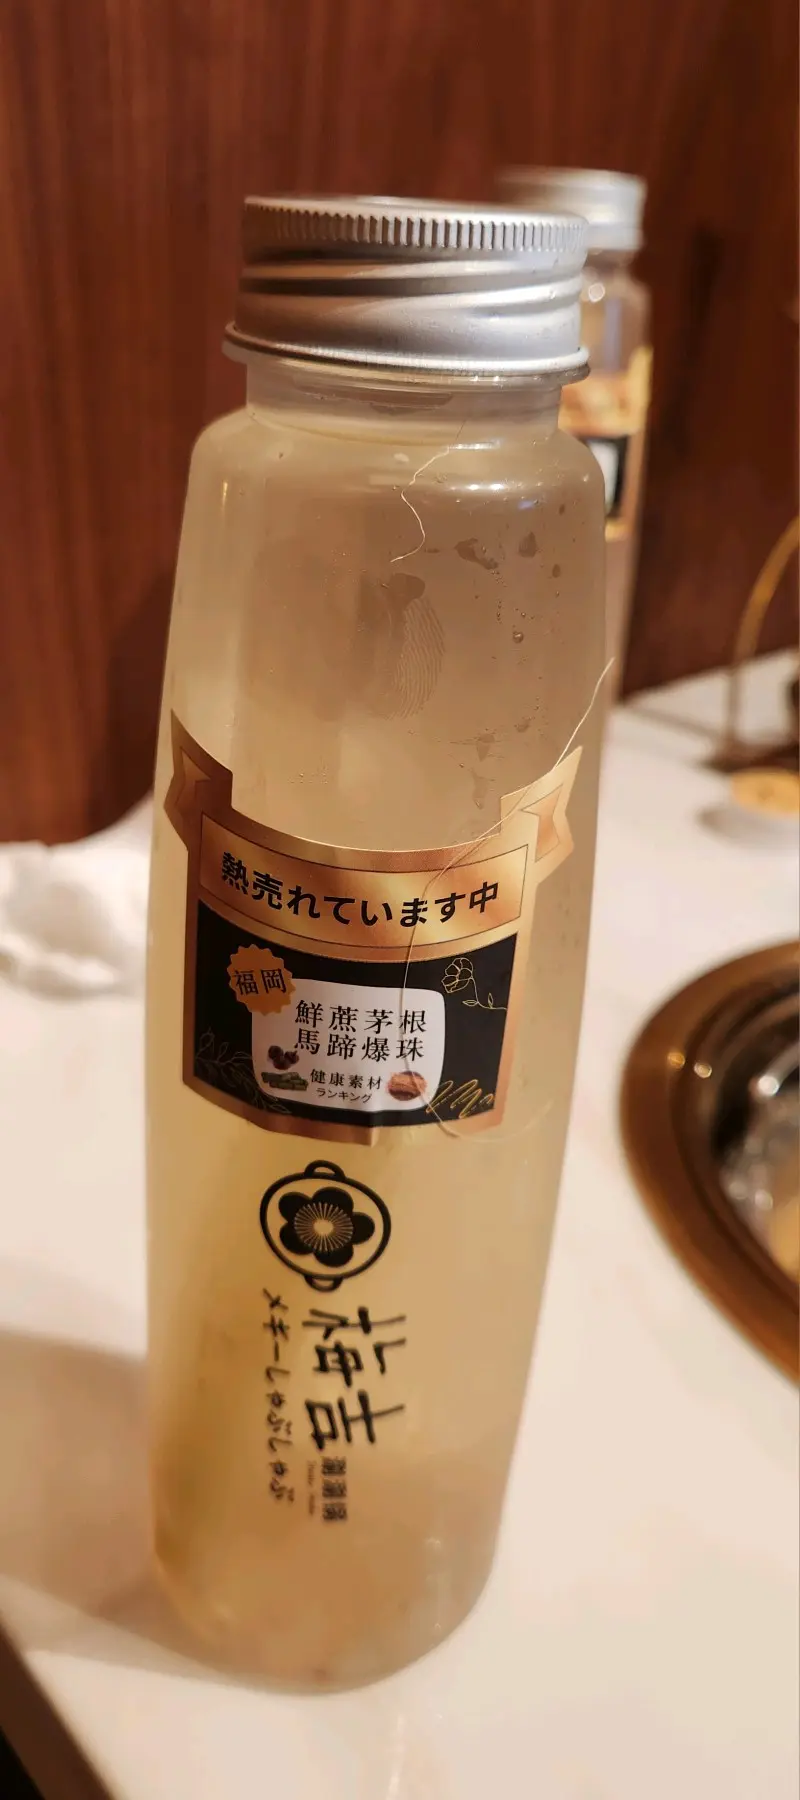 熱売れています中
福岡
鮮蔗茅根
馬蹄爆珠
健康素材
ランキング
梅吉
メギーしゃぶしゃぶ
涮涮鍋